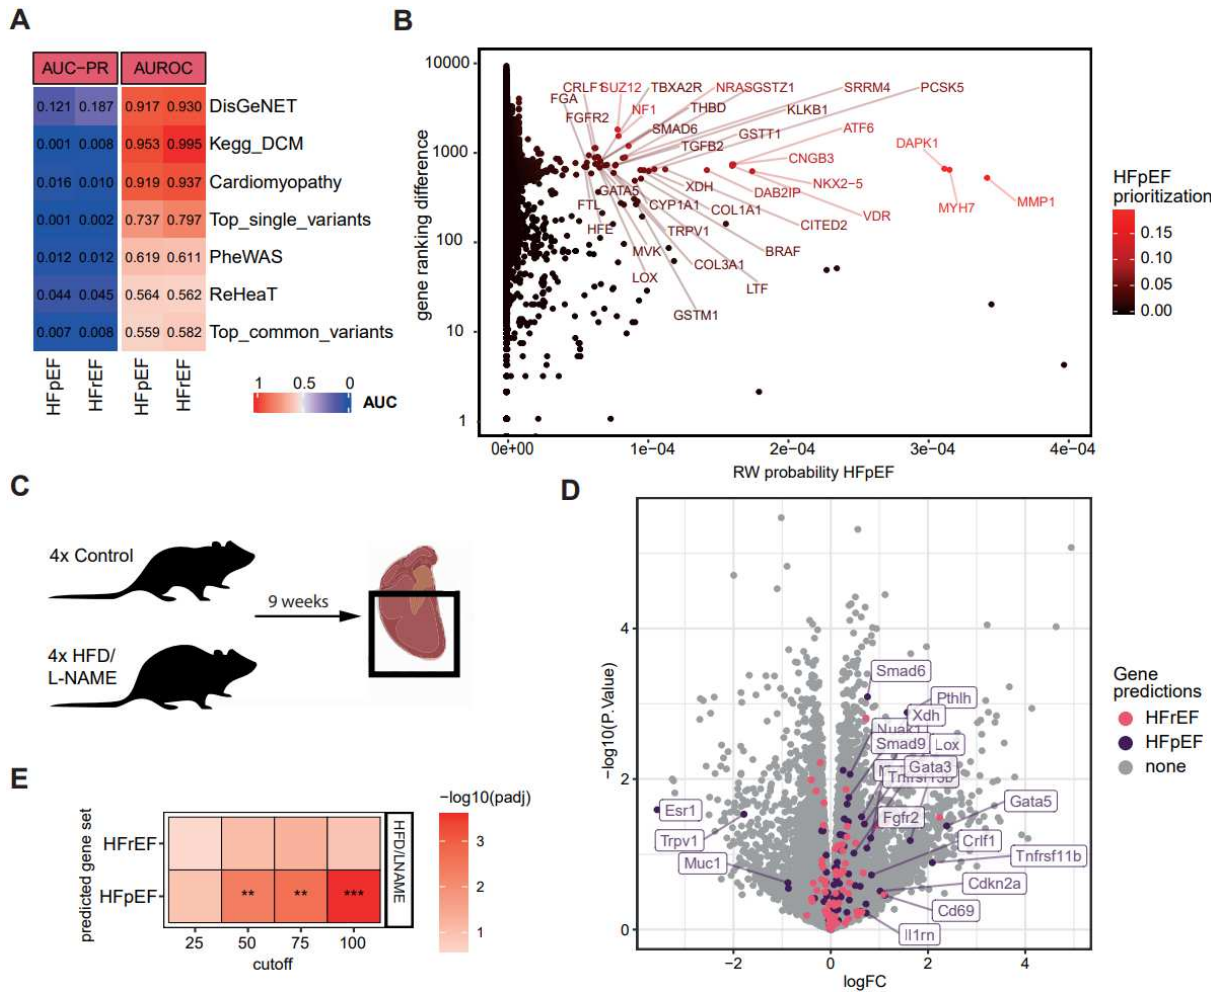 A
AUC−PR AUROC
0.121 0.187 0.917 0.930 DisGeNET
0.001 0.008 0.953 0.995 Kegg_DCM
0.016 0.010 0.919 0.937 Cardiomyopathy
0.001 0.002 0.737 0.797 Top_single_variants
0.012 0.012 0.619 0.611 PheWAS
0.044 0.045 0.564 0.562 ReHeaT
0.007 0.008 0.559 0.582 Top_common_variants
HFpEF HFrEF HFpEF HFrEF
1 0.5 0
AUC
B
gene ranking difference
10000
1000
100
10
1
CRLF1 SUZ12 TBXA2R NRAS GSTZ1 SRRM4 PCSK5
FGA NF1 THBD KLKB1
FGFR2 SMAD6 GSTT1 ATF6
TGFB2 DAPK1
CNGB3
GATA5 XDH NKX2−5
FTL CYP1A1 COL1A1 DAB2IP MYH7 MMP1
HFE TRPV1 CITED2 VDR
MVK BRAF
LOX COL3A1
LTF
GSTM1
0e+00 1e−04 2e−04 3e−04 4e−04
RW probability HFpEF
HFpEF
prioritization
0.15
0.10
0.05
0.00
C
4x Control
4x HFD/
L-NAME
9 weeks
D
−log10(P.Value)
4
2
0
Smad6
Pthlh
Xdh
Smad9 Lox
Gata3
Fgfr2
Gata5
Esr1
Trpv1
Muc1
Crlf1
Tnfrsf11b
Cdkn2a
Cd69
Il1rn
−2 0 2 4
logFC
Gene
predictions
HFrEF
HFpEF
none
E
predicted gene set
HFrEF
HFpEF ** ** ***
25 50 75 100
cutoff
HFD/LNAME
−log10(padj)
3
2
1